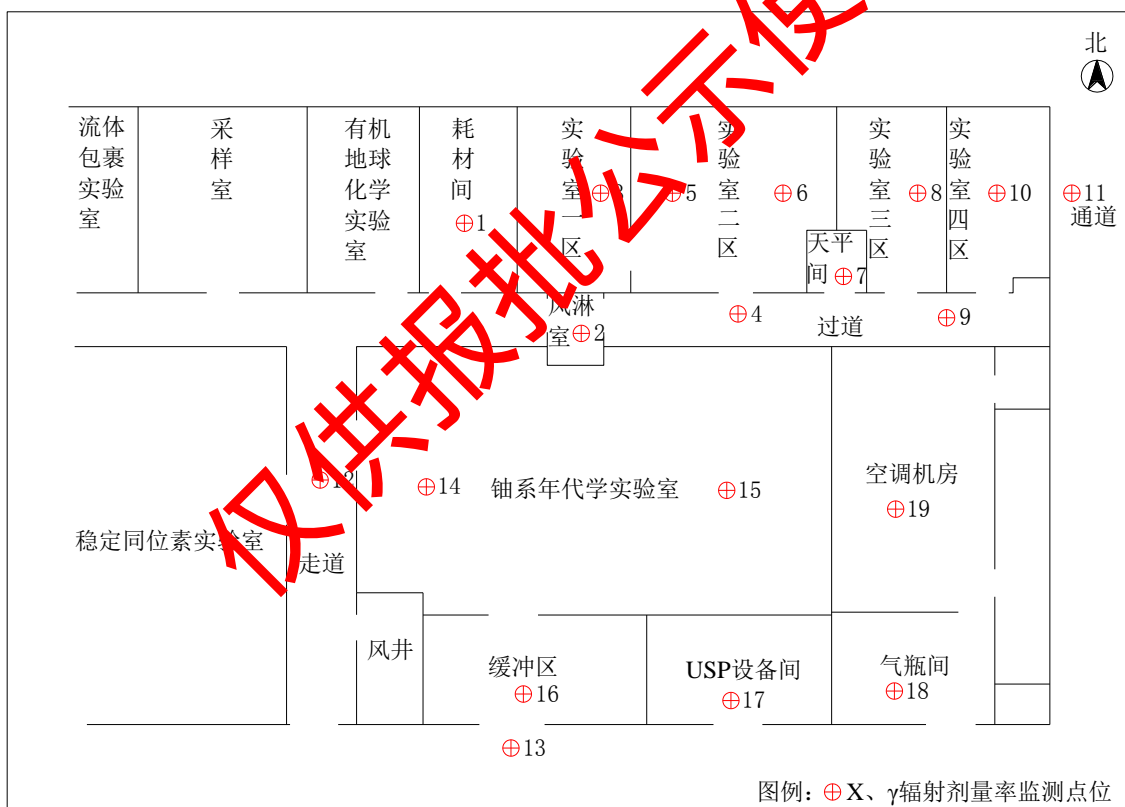 北
流体
包裹
实验
室
采
样
室
有机
地球
化学
实验
室
耗
材
间
⊕1
实
验
室
一
区
⊕3
⊕5
实
验
室
二
区
⊕6
实
验
室
三
区
⊕8
实
验
室
四
区
⊕10
⊕11
通道
天平
间⊕7
风淋
室⊕2
⊕4
过道
⊕9
⊕12
⊕14
铀系年代学实验室
⊕15
空调机房
⊕19
稳定同位素实验室
走道
风井
缓冲区
⊕16
USP设备间
⊕17
气瓶间
⊕18
⊕13
图例：⊕X、γ辐射剂量率监测点位
仅供报批公示使